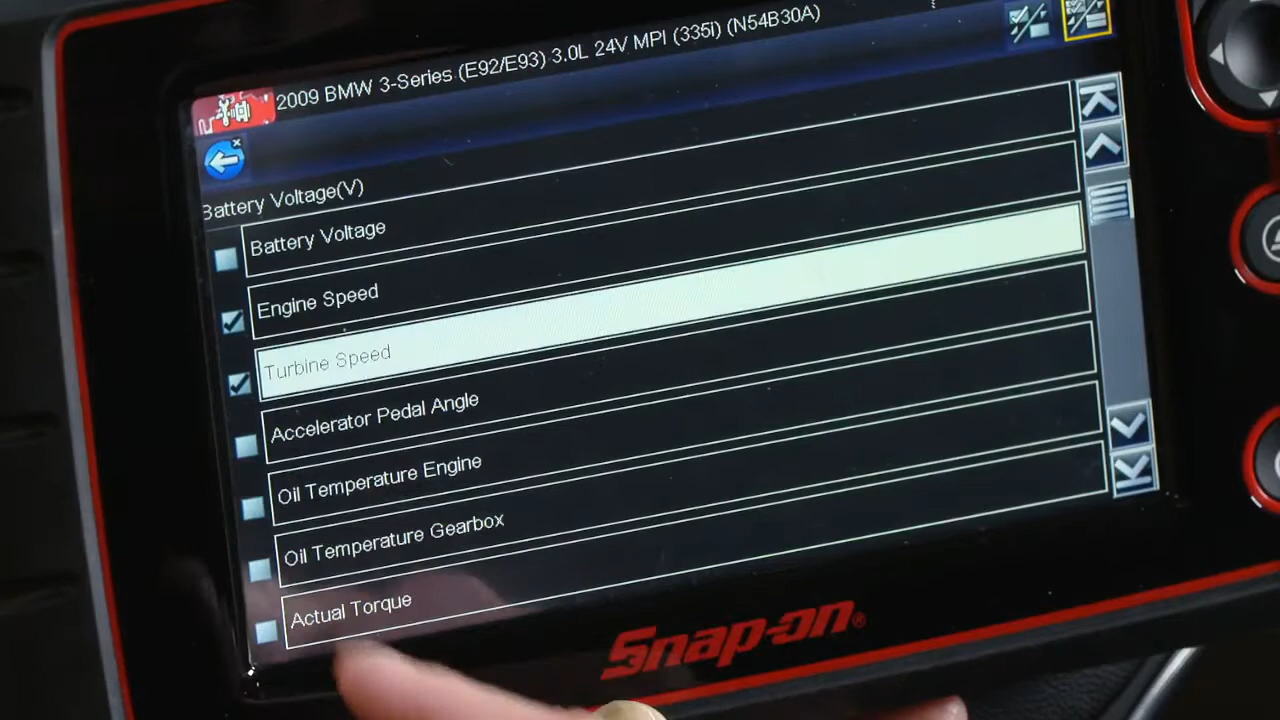 2009 BMW 3-Series (E92/E93) 3.0L 24V MPI (335i) (N54B30A)
Battery Voltage(V)
Battery Voltage
Engine Speed
Turbine Speed
Accelerator Pedal Angle
Oil Temperature Engine
Oil Temperature Gearbox
Actual Torque
Snap-on®